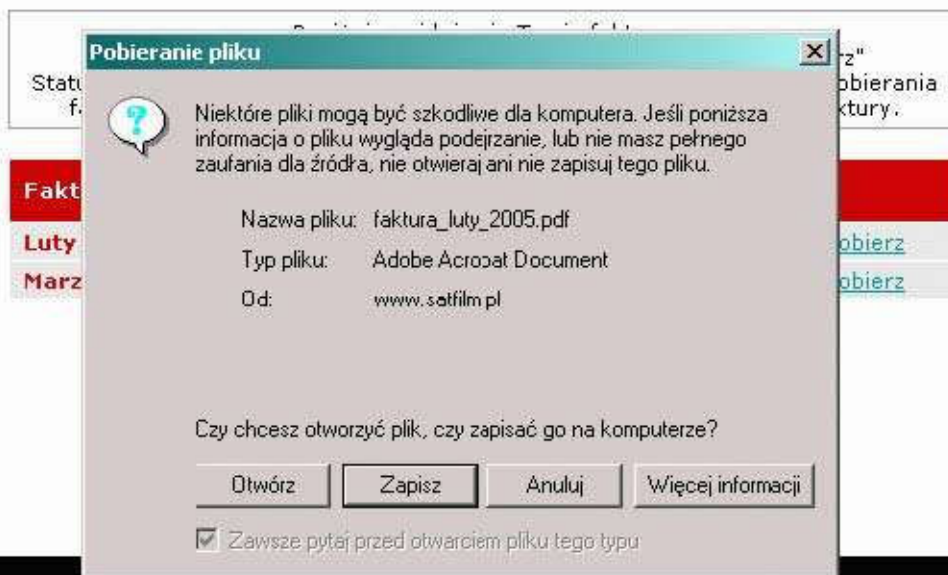 Pobieranie pliku
rz"
Statu
obierania
ktury.
Niektóre pliki mogą być szkodliwe dla komputera. Jeśli poniższa
informacja o pliku wygląda podejrzanie, lub nie masz pełnego
zaufania dla źródła, nie otwieraj ani nie zapisuj tego pliku.
Fakt
Nazwa pliku: faktura_luty_2005.pdf
Luty
obierz
Typ pliku: Adobe Acrobat Document
Marz
obierz
Od: www.satfilm.pl
Czy chcesz otworzyć plik, czy zapisać go na komputerze?
Otwórz Zapisz Anuluj Więcej informacji
Zawsze pytaj przed otwarciem pliku tego typu